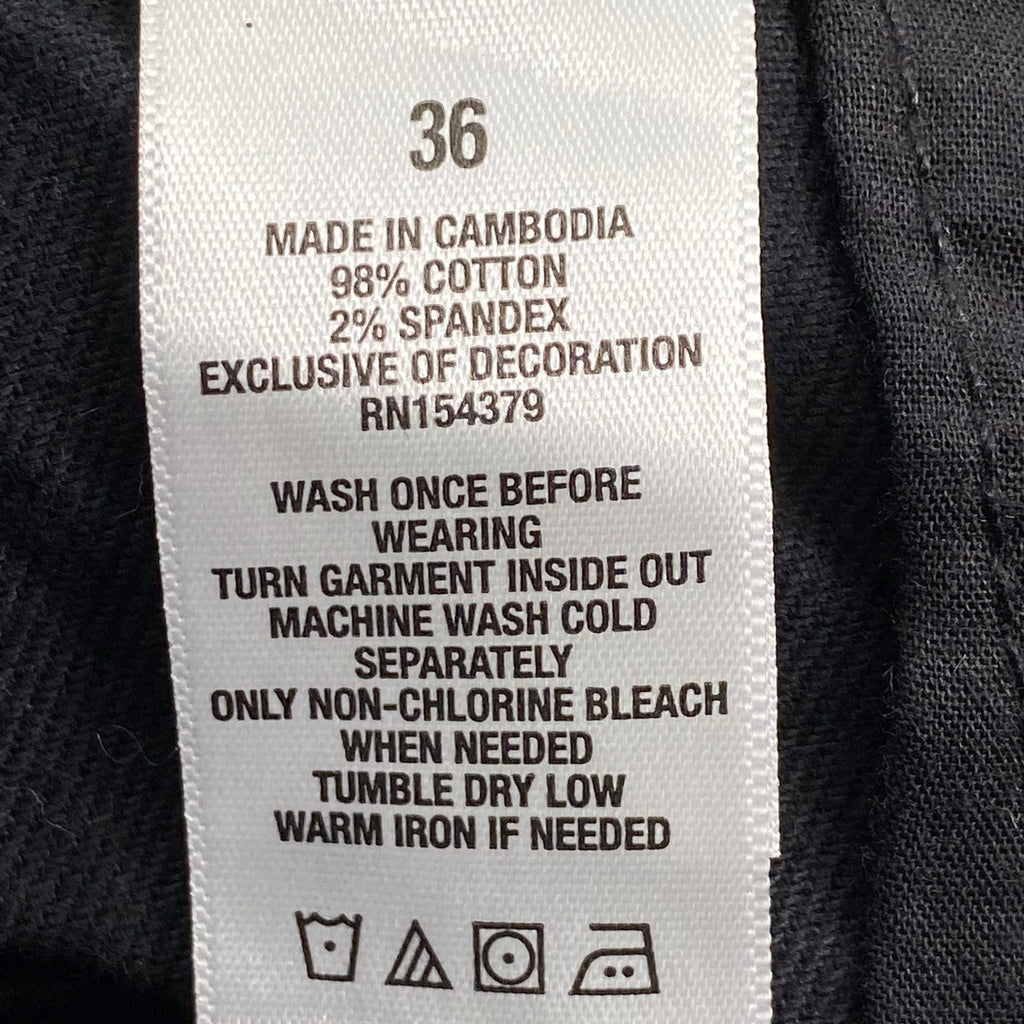 36
MADE IN CAMBODIA
98% COTTON
2% SPANDEX
EXCLUSIVE OF DECORATION
RN154379
WASH ONCE BEFORE
WEARING
TURN GARMENT INSIDE OUT
MACHINE WASH COLD
SEPARATELY
ONLY NON-CHLORINE BLEACH
WHEN NEEDED
TUMBLE DRY LOW
WARM IRON IF NEEDED